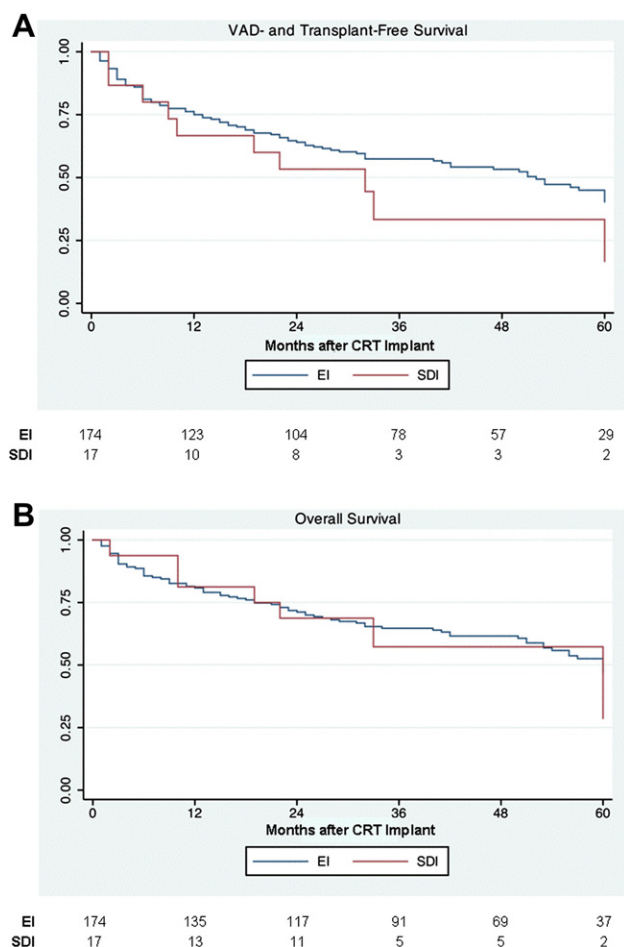 A
VAD- and Transplant-Free Survival
1.00
0.75
0.50
0.25
0.00
0 12 24 36 48 60
Months after CRT Implant
EI SDI
EI 174 123 104 78 57 29
SDI 17 10 8 3 3 2
B
Overall Survival
1.00
0.75
0.50
0.25
0.00
0 12 24 36 48 60
Months after CRT Implant
EI SDI
EI 174 135 117 91 69 37
SDI 17 13 11 5 5 2